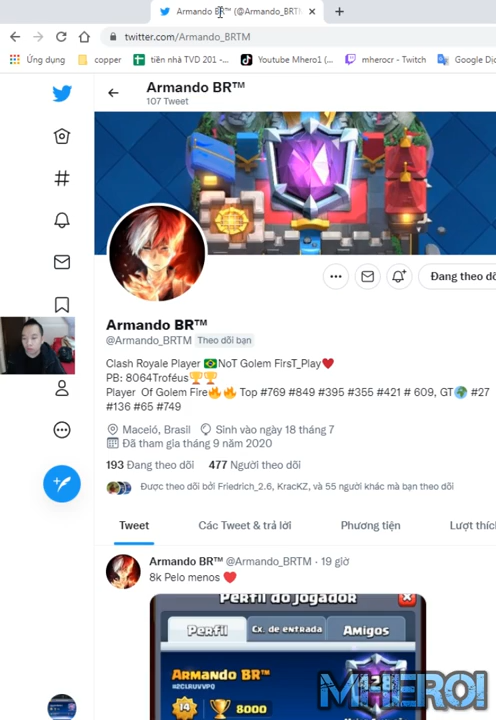 Armando BR™ (@Armando_BRTM
twitter.com/Armando_BRTM
Ứng dụng copper tiền nhà TVD 201 -... Youtube Mhero1 (... mherocr - Twitch Google Dị
Armando BR™
107 Tweet
Đang theo dõ
Armando BR™
@Armando_BRTM Theo dõi bạn
Clash Royale Player 🇧🇷NoT Golem FirsT_Play❤️
PB: 8064Troféus🏆🏆
Player Of Golem Fire🔥🔥 Top #769 #849 #395 #355 #421 # 609, GT🌍 #27
#136 #65 #749
Maceió, Brasil Sinh vào ngày 18 tháng 7
Đã tham gia tháng 9 năm 2020
193 Đang theo dõi 477 Người theo dõi
Được theo dõi bởi Friedrich_2.6, KracKZ, và 55 người khác mà bạn theo dõi
Tweet Các Tweet & trả lời Phương tiện Lượt thíc
Armando BR™ @Armando_BRTM · 19 giờ
8k Pelo menos ❤️
Perfil do Jogador
Perfil Cx. de entrada Amigos
Armando BR™
14 8000
MHERO1